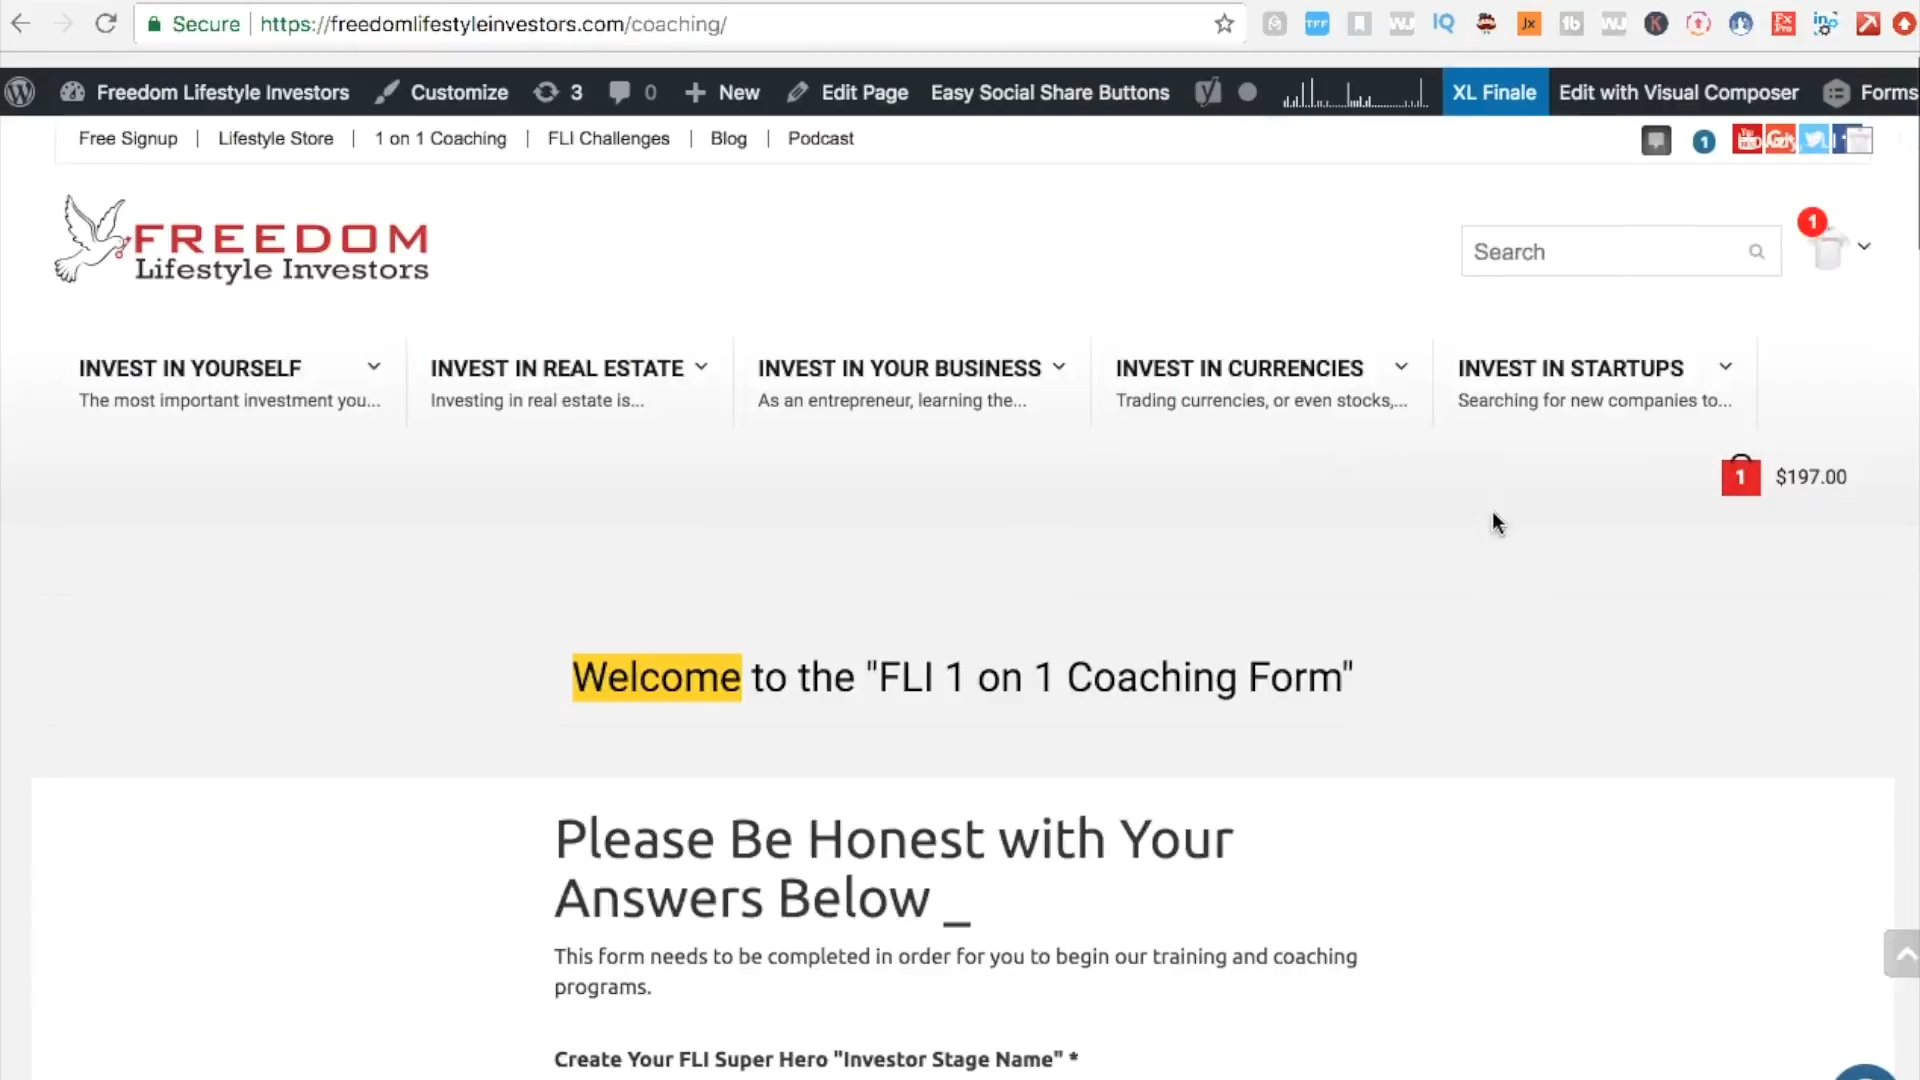 Secure https://freedomlifestyleinvestors.com/coaching/
Freedom Lifestyle Investors Customize 3 0 New Edit Page Easy Social Share Buttons XL Finale Edit with Visual Composer Forms
Free Signup | Lifestyle Store | 1 on 1 Coaching | FLI Challenges | Blog | Podcast
1
FREEDOM
Lifestyle Investors
Search
1
INVEST IN YOURSELF INVEST IN REAL ESTATE INVEST IN YOUR BUSINESS INVEST IN CURRENCIES INVEST IN STARTUPS
The most important investment you... Investing in real estate is... As an entrepreneur, learning the... Trading currencies, or even stocks,... Searching for new companies to...
1 $197.00
Welcome to the "FLI 1 on 1 Coaching Form"
Please Be Honest with Your
Answers Below _
This form needs to be completed in order for you to begin our training and coaching
programs.
Create Your FLI Super Hero "Investor Stage Name" *